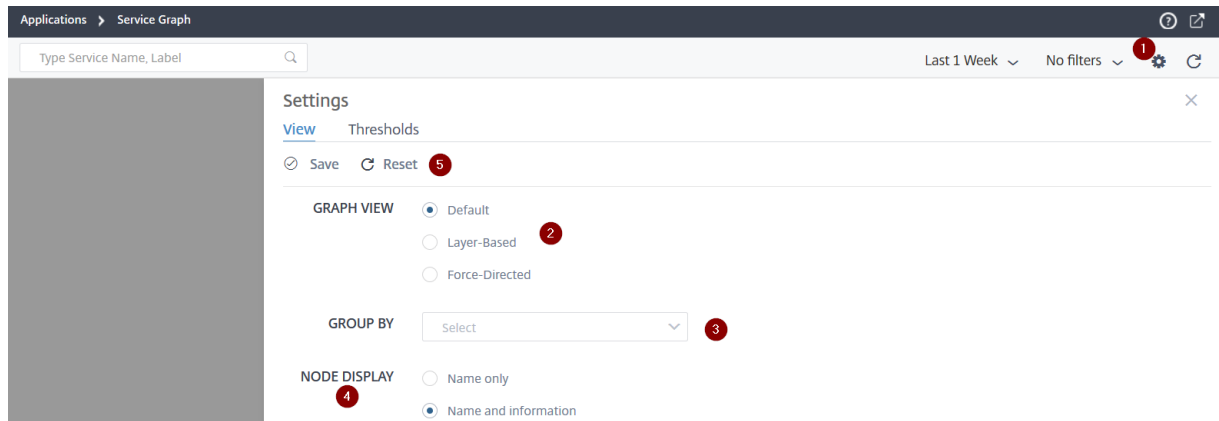 Applications > Service Graph
Type Service Name, Label
Last 1 Week
No filters
1
Settings
View Thresholds
Save Reset 5
GRAPH VIEW Default
2
Layer-Based
Force-Directed
GROUP BY Select 3
NODE DISPLAY Name only
4
Name and information